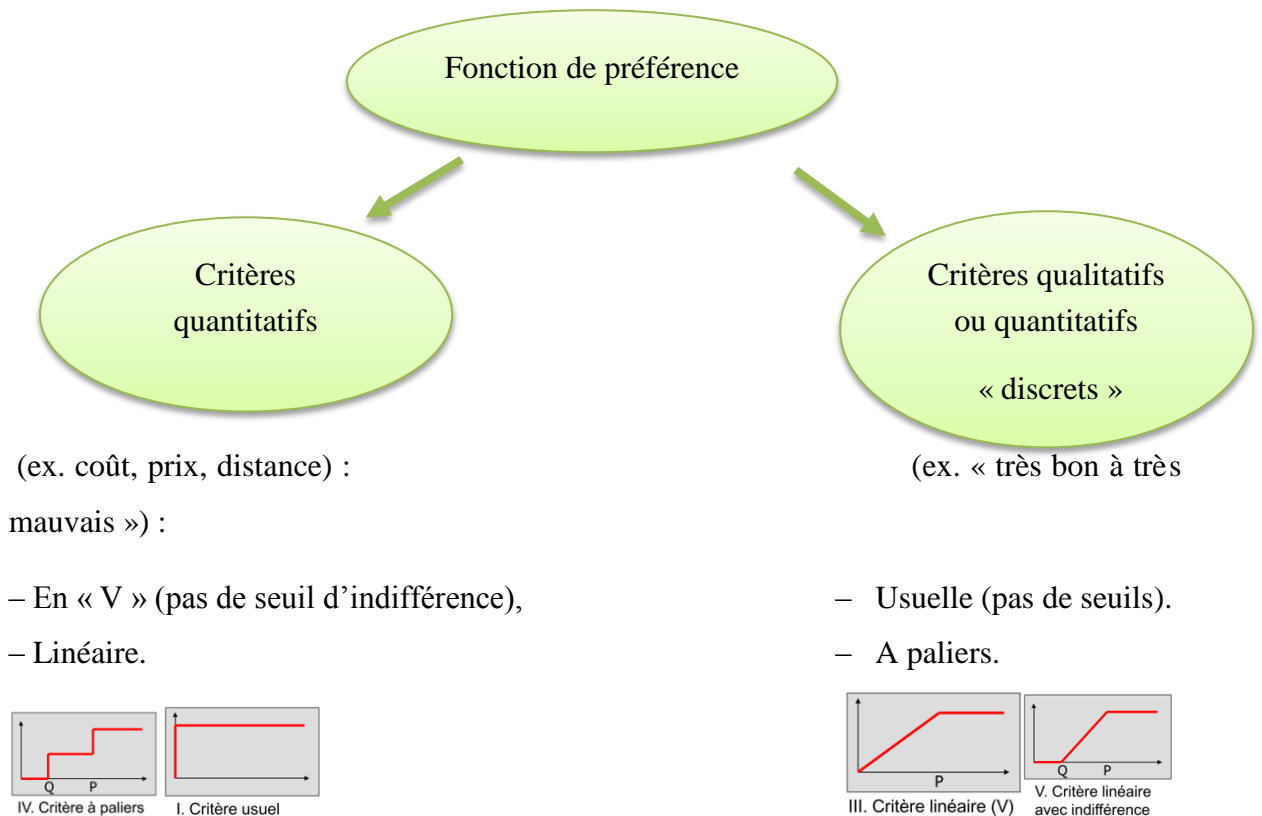 Fonction de préférence
Critères
quantitatifs
Critères qualitatifs
ou quantitatifs
« discrets »
(ex. coût, prix, distance) : (ex. « très bon à très
mauvais ») :
– En « V » (pas de seuil d’indifférence),
– Linéaire.
– Usuelle (pas de seuils).
– A paliers.
Q P
IV. Critère à paliers
I. Critère usuel
P
III. Critère linéaire (V)
Q P
V. Critère linéaire
avec indifférence